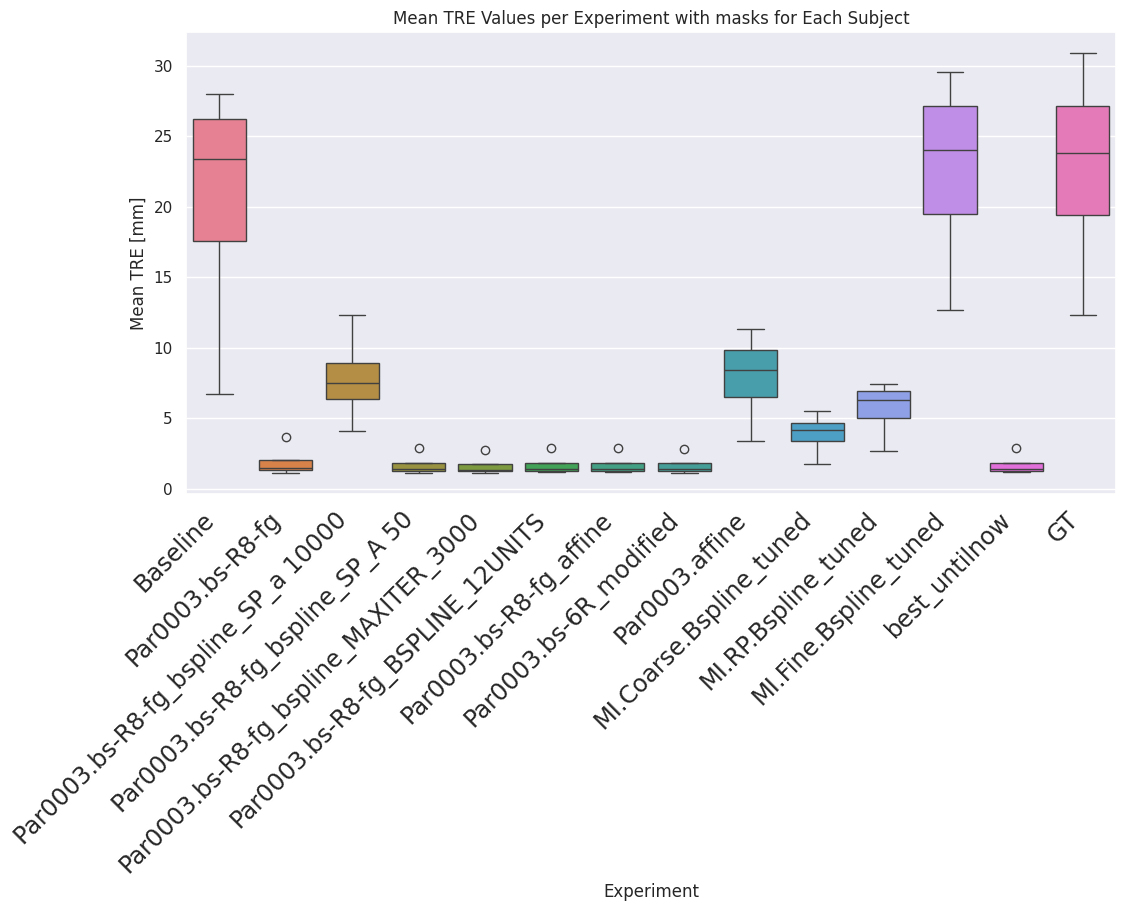 Mean TRE Values per Experiment with masks for Each Subject
Mean TRE [mm]
30
25
20
15
10
5
0
Baseline
Par0003.bs-R8-fg
Par0003.bs-R8-fg_bspline_SP_a 10000
Par0003.bs-R8-fg_bspline_SP_A 50
Par0003.bs-R8-fg_bspline_MAXITER_3000
Par0003.bs-R8-fg_BSPLINE_12UNITS
Par0003.bs-R8-fg_affine
Par0003.bs-6R_modified
Par0003.affine
MI.Coarse.Bspline_tuned
MI.RP.Bspline_tuned
MI.Fine.Bspline_tuned
best_untilnow
GT
Experiment